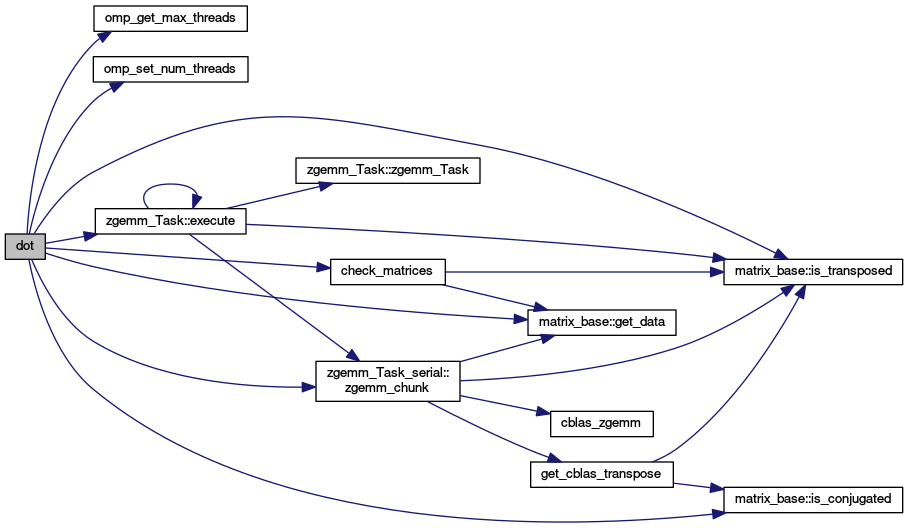 omp_get_max_threads
omp_set_num_threads
zgemm_Task::zgemm_Task
zgemm_Task::execute
dot
check_matrices
matrix_base::is_transposed
matrix_base::get_data
zgemm_Task_serial::
zgemm_chunk
cblas_zgemm
get_cblas_transpose
matrix_base::is_conjugated